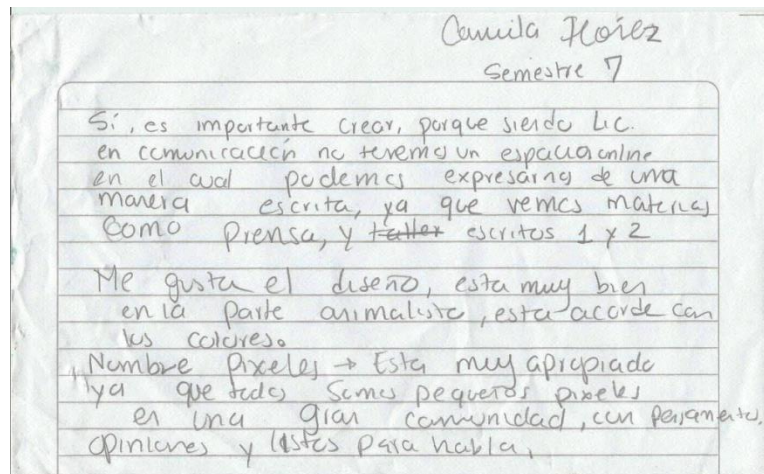 Camila Florez
Semestre 7
Si, es importante crear, porque siendo Lic.
en comunicación no tenemos un espacio online
en el cual podemos expresarnos de una
manera escrita, ya que vemos materias
como prensa, y taller escritos 1 y 2
Me gusta el diseño, esta muy bien
en la parte animalista, esta acorde con
los colores.
Nombre pixeles → Esta muy apropiado
ya que todos somos pequeños pixeles
en una gran comunidad, con pensamientos,
opiniones y listos para habla,